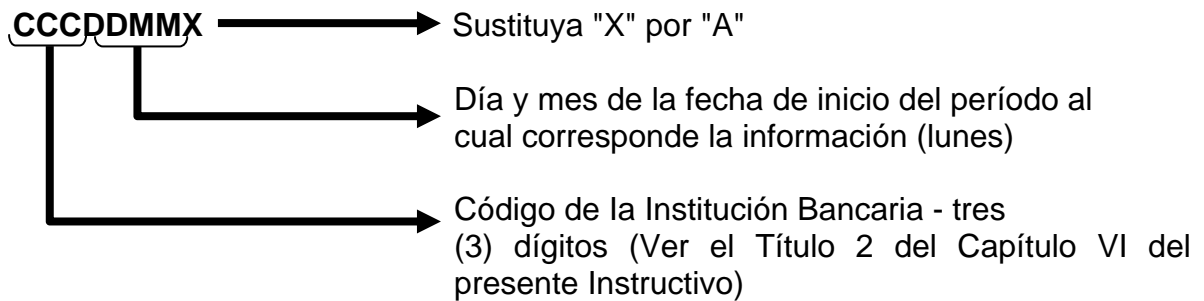 CCCDDMMX
Sustituya "X" por "A"
Día y mes de la fecha de inicio del período al
cual corresponde la información (lunes)
Código de la Institución Bancaria - tres
(3) dígitos (Ver el Título 2 del Capítulo VI del
presente Instructivo)